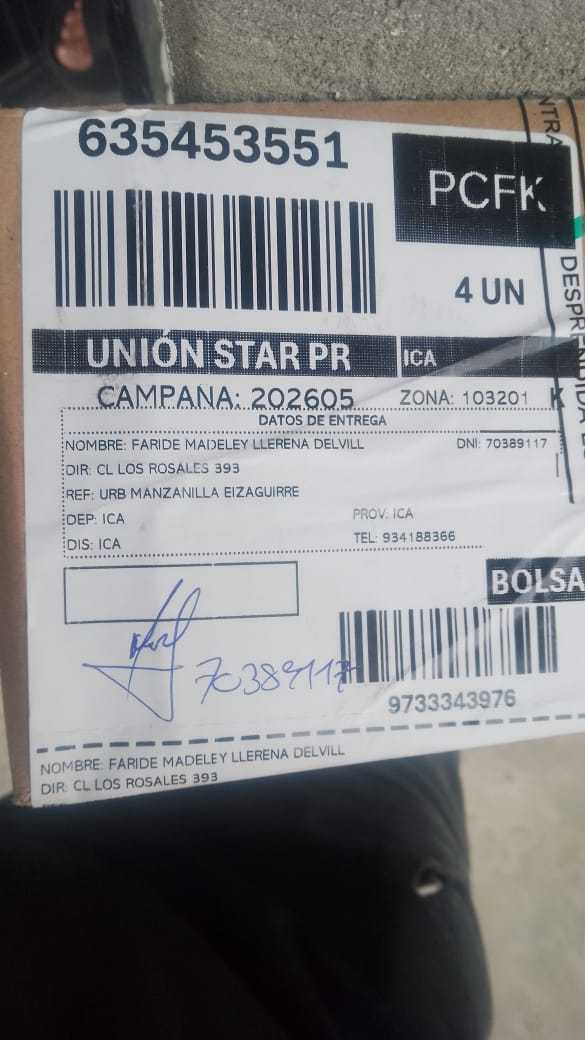 635453551
PCFK
4 UN
UNIÓN STAR PR
ICA
CAMPAÑA: 202605
ZONA: 103201
K
DATOS DE ENTREGA
NOMBRE: FARIDE MADELEY LLERENA DELVILL
DNI: 70389117
DIR: CL LOS ROSALES 393
REF: URB MANZANILLA EIZAGUIRRE
DEP: ICA
PROV: ICA
DIS: ICA
TEL: 934188366
BOLSA
70389117
9733343976
NOMBRE: FARIDE MADELEY LLERENA DELVILL
DIR: CL LOS ROSALES 393
DESPRENDIDA